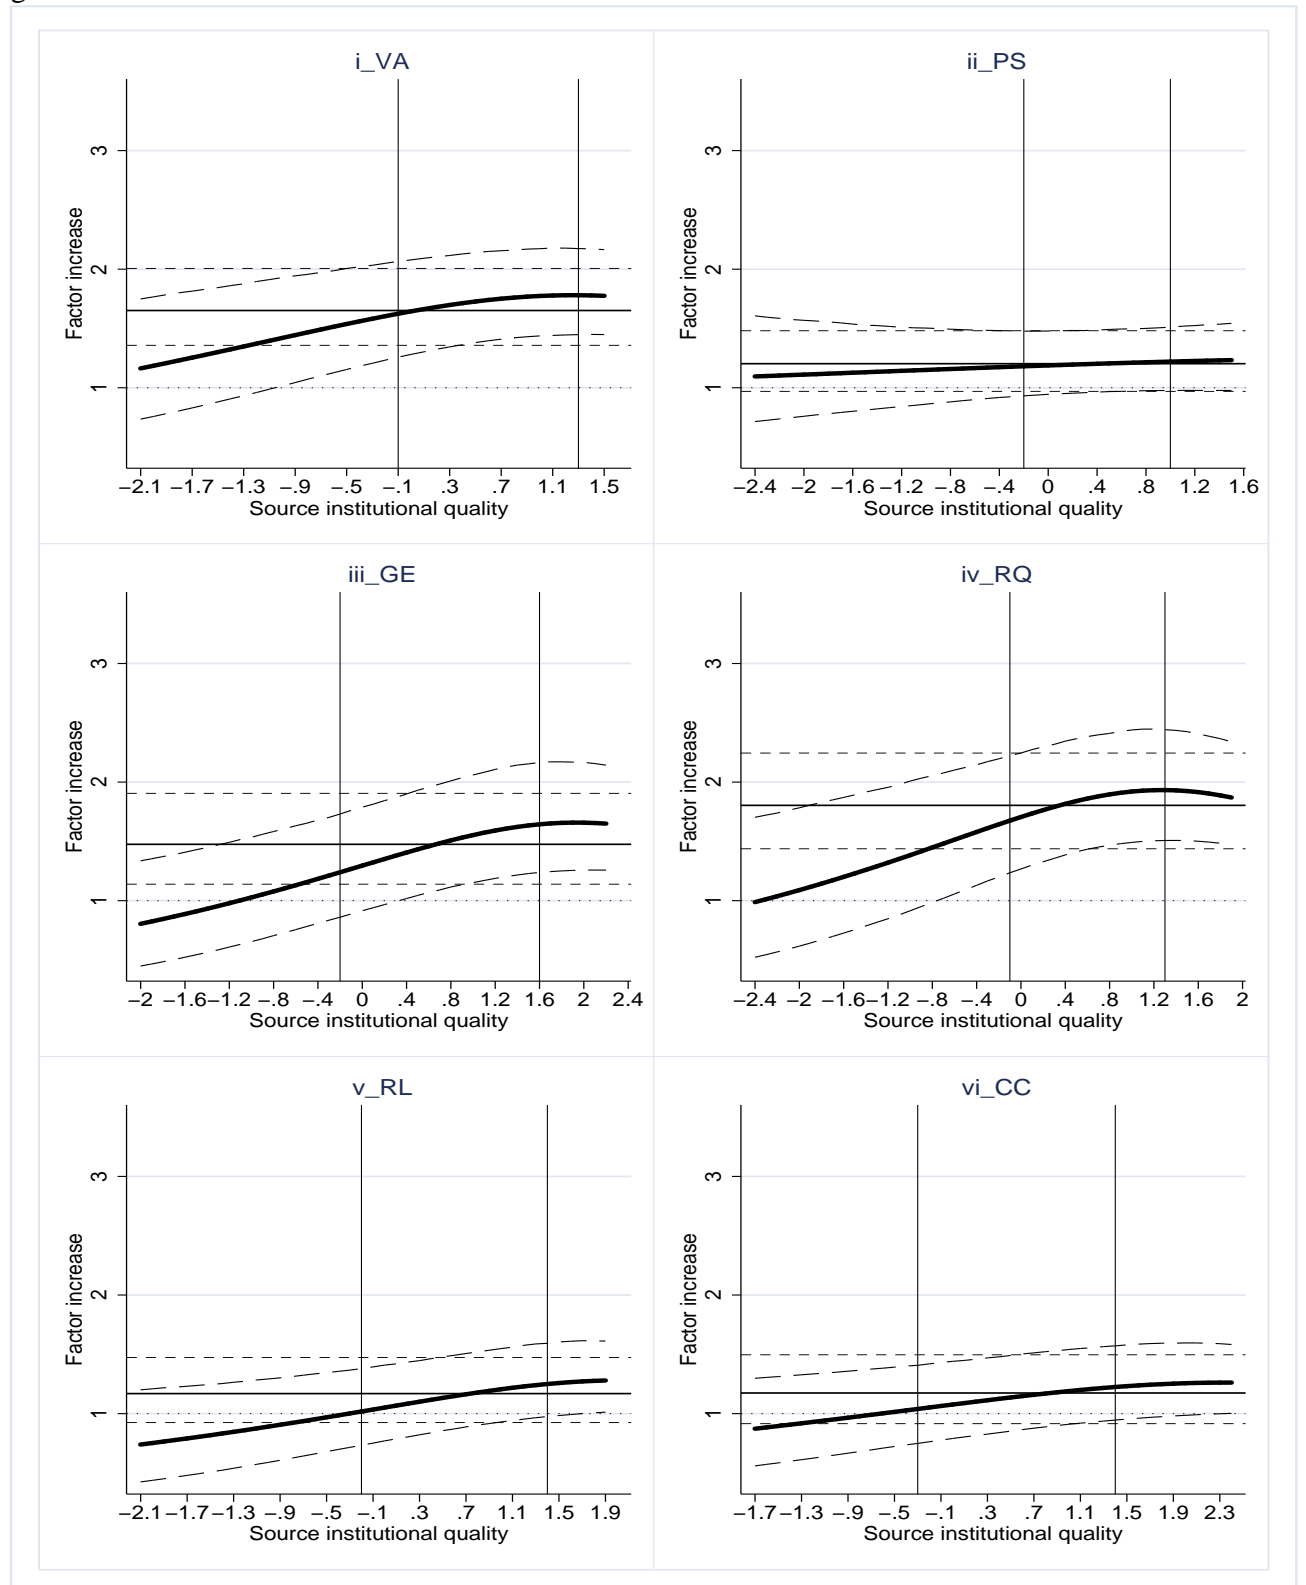 i_VA
Factor increase
3
2
1
−2.1 −1.7 −1.3 −.9 −.5 −.1 .3 .7 1.1 1.5
Source institutional quality
ii_PS
Factor increase
3
2
1
−2.4 −2 −1.6 −1.2 −.8 −.4 0 .4 .8 1.2 1.6
Source institutional quality
iii_GE
Factor increase
3
2
1
−2 −1.6 −1.2 −.8 −.4 0 .4 .8 1.2 1.6 2 2.4
Source institutional quality
iv_RQ
Factor increase
3
2
1
−2.4 −2 −1.6 −1.2 −.8 −.4 0 .4 .8 1.2 1.6 2
Source institutional quality
v_RL
Factor increase
3
2
1
−2.1 −1.7 −1.3 −.9 −.5 −.1 .3 .7 1.1 1.5 1.9
Source institutional quality
vi_CC
Factor increase
3
2
1
−1.7 −1.3 −.9 −.5 −.1 .3 .7 1.1 1.5 1.9 2.3
Source institutional quality